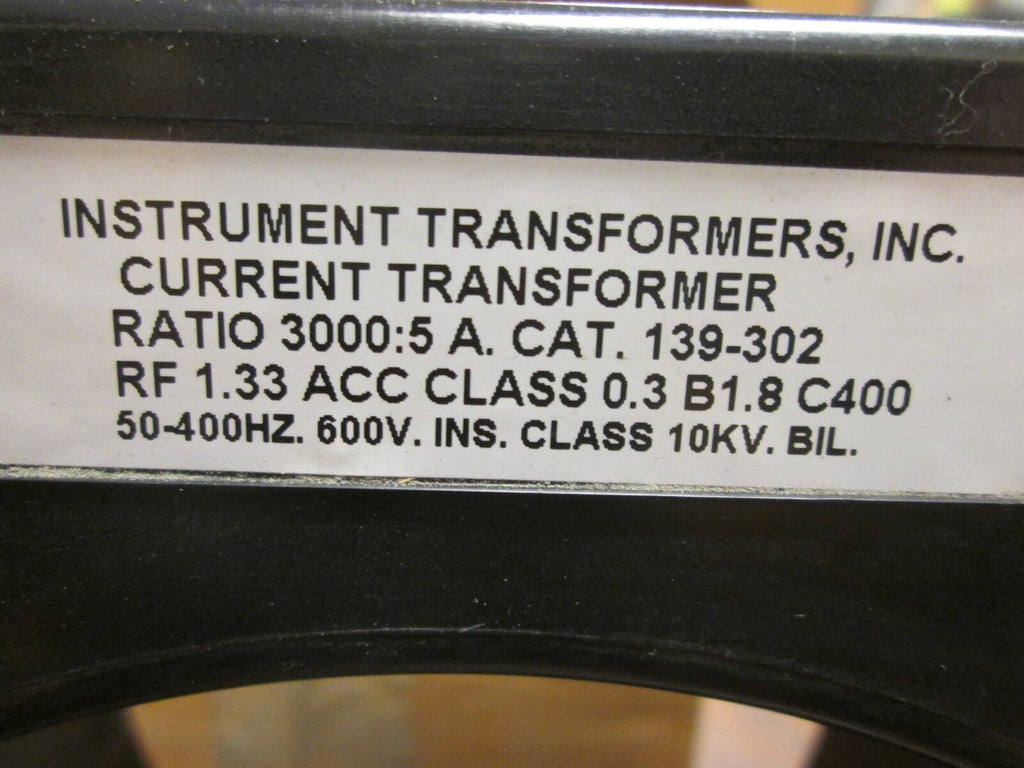 INSTRUMENT TRANSFORMERS, INC.
CURRENT TRANSFORMER
RATIO 3000:5 A. CAT. 139-302
RF 1.33 ACC CLASS 0.3 B1.8 C400
50-400HZ. 600V. INS. CLASS 10KV. BIL.